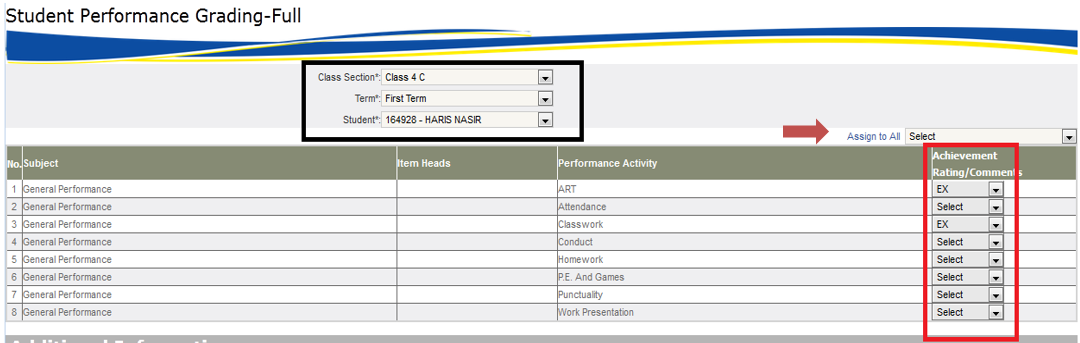 Student Performance Grading-Full
Class Section*: Class 4 C
Term*: First Term
Student*: 164928 - HARIS NASIR
Assign to All Select
No. Subject Item Heads Performance Activity Achievement
Rating/Comments
1 General Performance ART EX
2 General Performance Attendance Select
3 General Performance Classwork EX
4 General Performance Conduct Select
5 General Performance Homework Select
6 General Performance P.E. And Games Select
7 General Performance Punctuality Select
8 General Performance Work Presentation Select
Additional Information